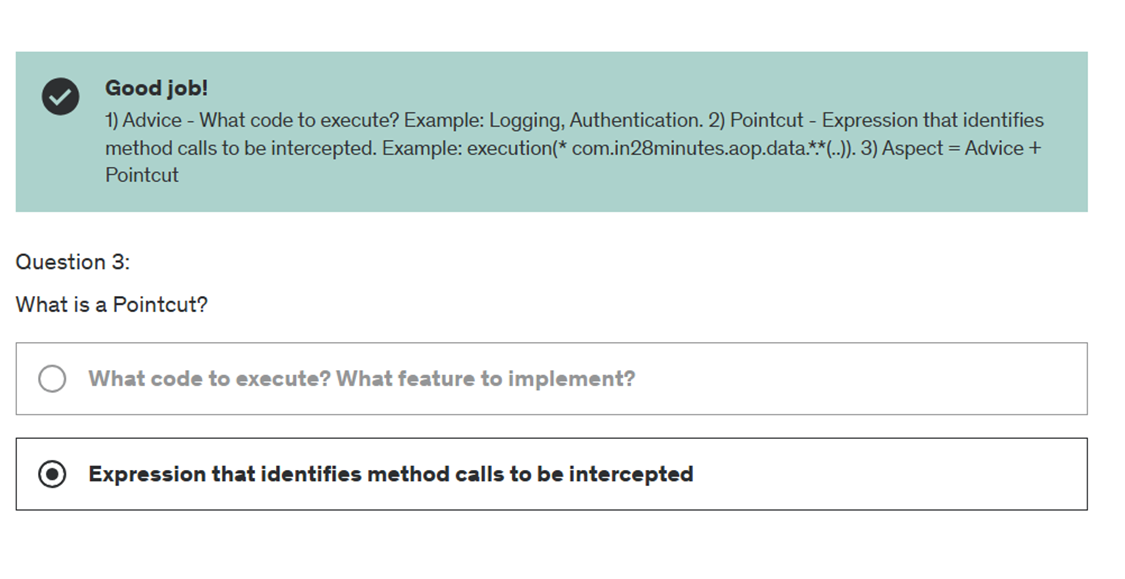 Good job!
1) Advice - What code to execute? Example: Logging, Authentication. 2) Pointcut - Expression that identifies
method calls to be intercepted. Example: execution(* com.in28minutes.aop.data.*.*(..)). 3) Aspect = Advice +
Pointcut
Question 3:
What is a Pointcut?
What code to execute? What feature to implement?
Expression that identifies method calls to be intercepted